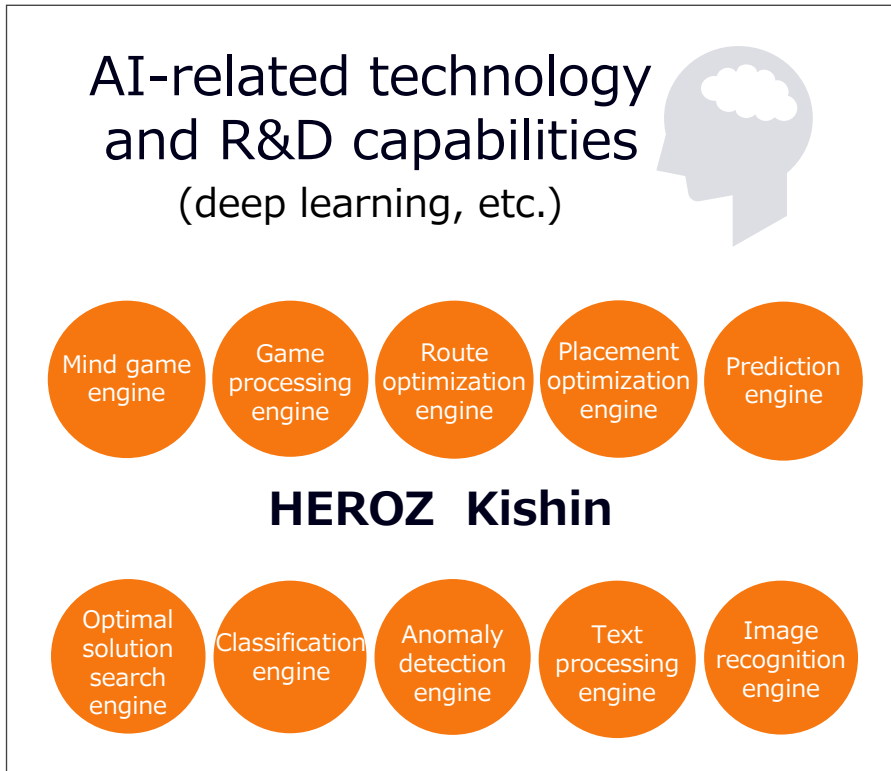 AI-related technology
and R&D capabilities
(deep learning, etc.)
Mind game
engine
Game
processing
engine
Route
optimization
engine
Placement
optimization
engine
Prediction
engine
HEROZ Kishin
Optimal
solution
search
engine
Classification
engine
Anomaly
detection
engine
Text
processing
engine
Image
recognition
engine